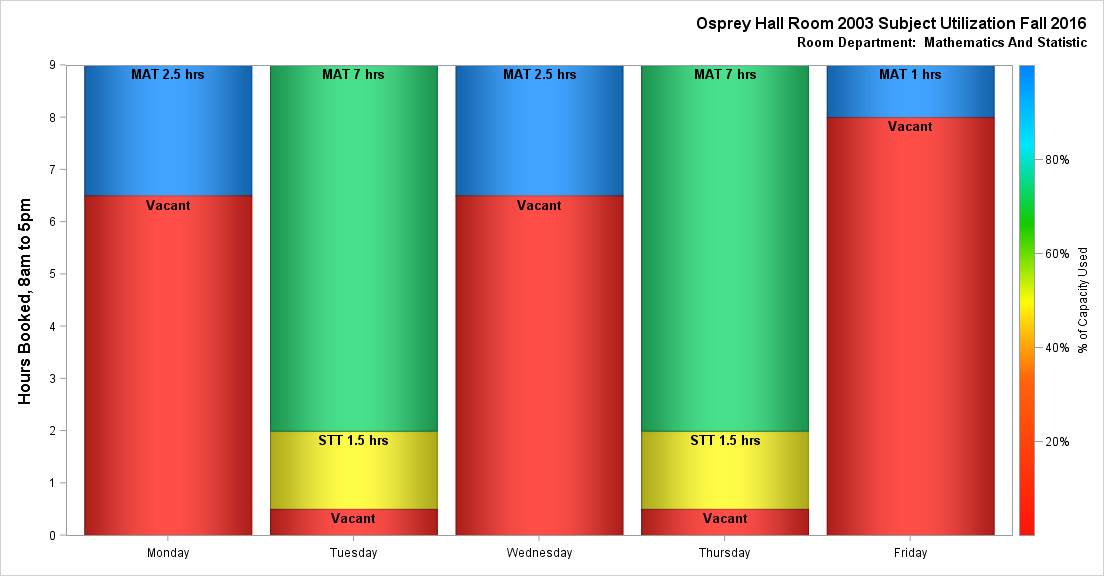 Osprey Hall Room 2003 Subject Utilization Fall 2016
Room Department: Mathematics And Statistic
Hours Booked, 8am to 5pm
9
8
7
6
5
4
3
2
1
0
MAT 2.5 hrs
Vacant
MAT 7 hrs
STT 1.5 hrs
Vacant
MAT 2.5 hrs
Vacant
MAT 7 hrs
STT 1.5 hrs
Vacant
MAT 1 hrs
Vacant
Monday
Tuesday
Wednesday
Thursday
Friday
80%
60%
40%
20%
% of Capacity Used